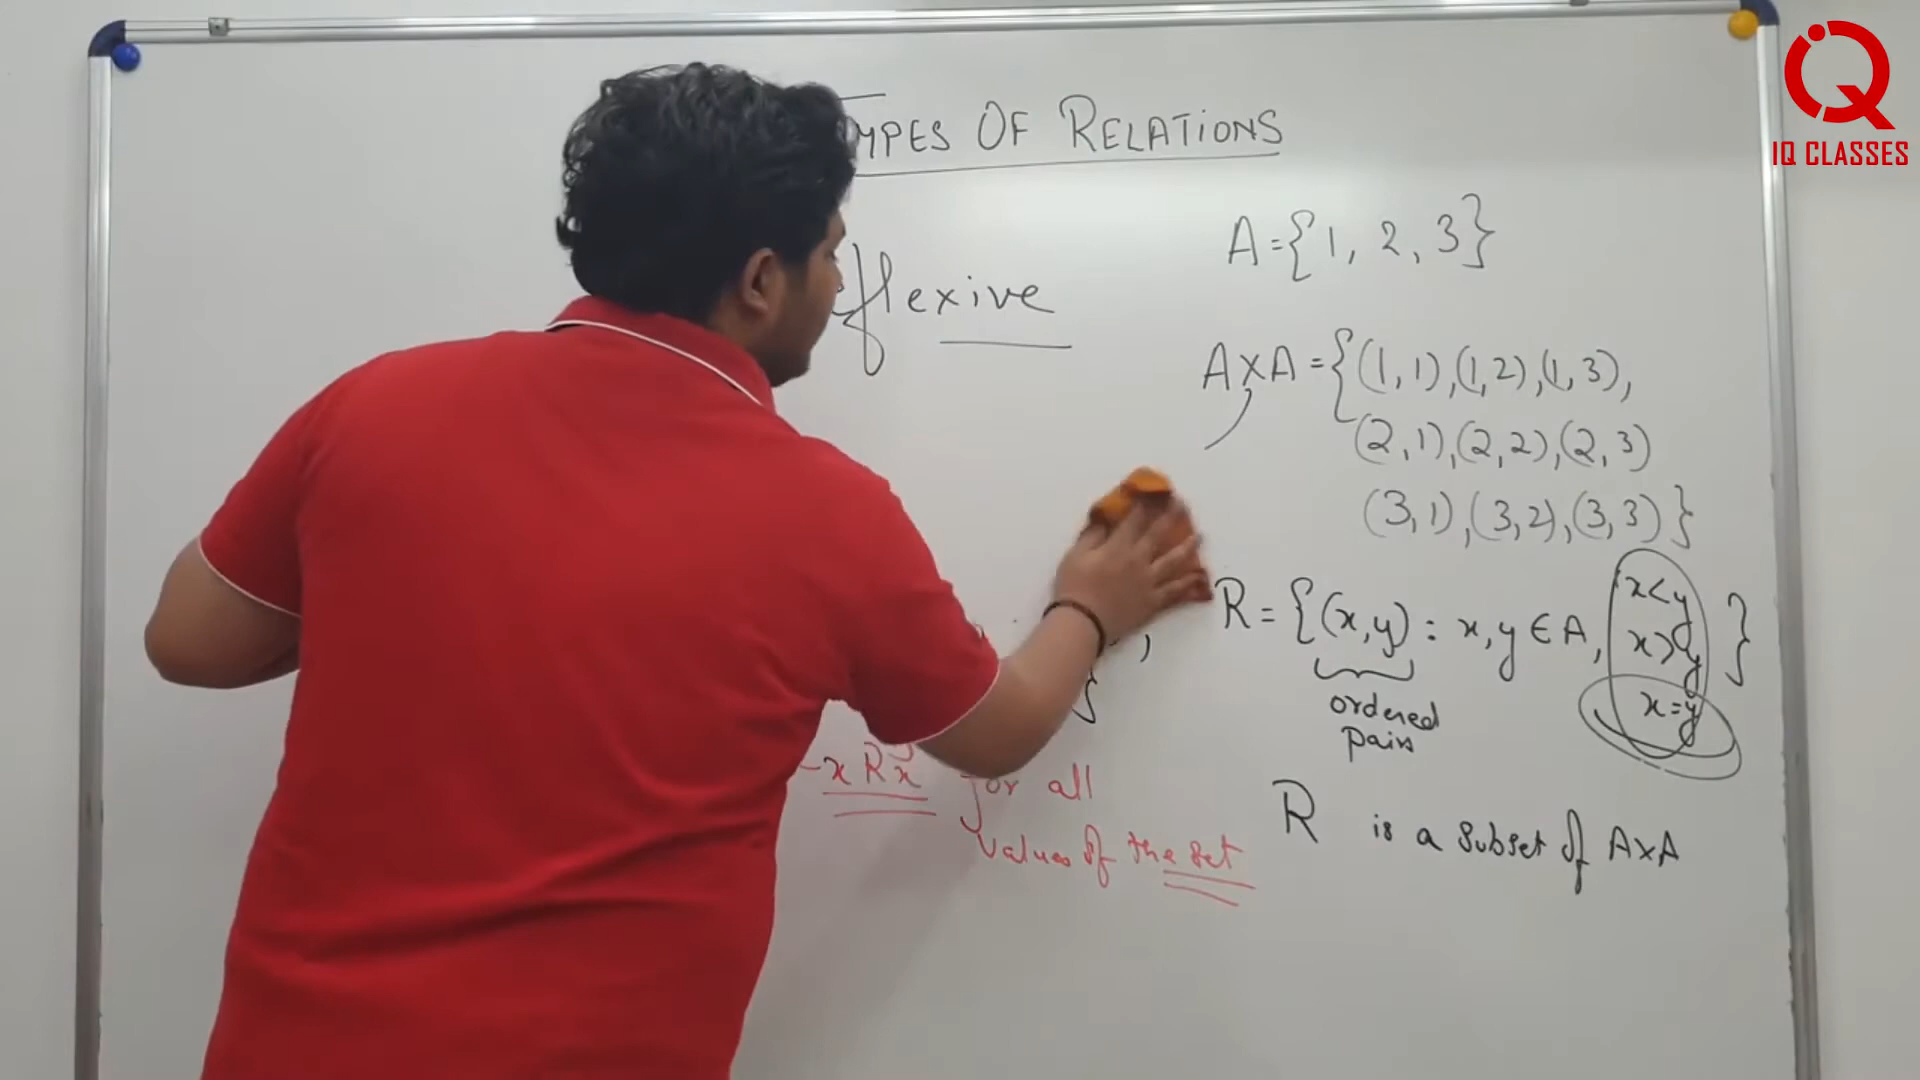 TYPES OF RELATIONS
IQ CLASSES
A={1, 2, 3}
flexive
AxA={(1,1),(1,2),(1,3),
(2,1),(2,2),(2,3)
(3,1),(3,2),(3,3)}
R={(x,y): x,y∈A, x<y
x>y
x=y}
ordered
pairs
xRx for all
values of the set
R is a subset of AxA